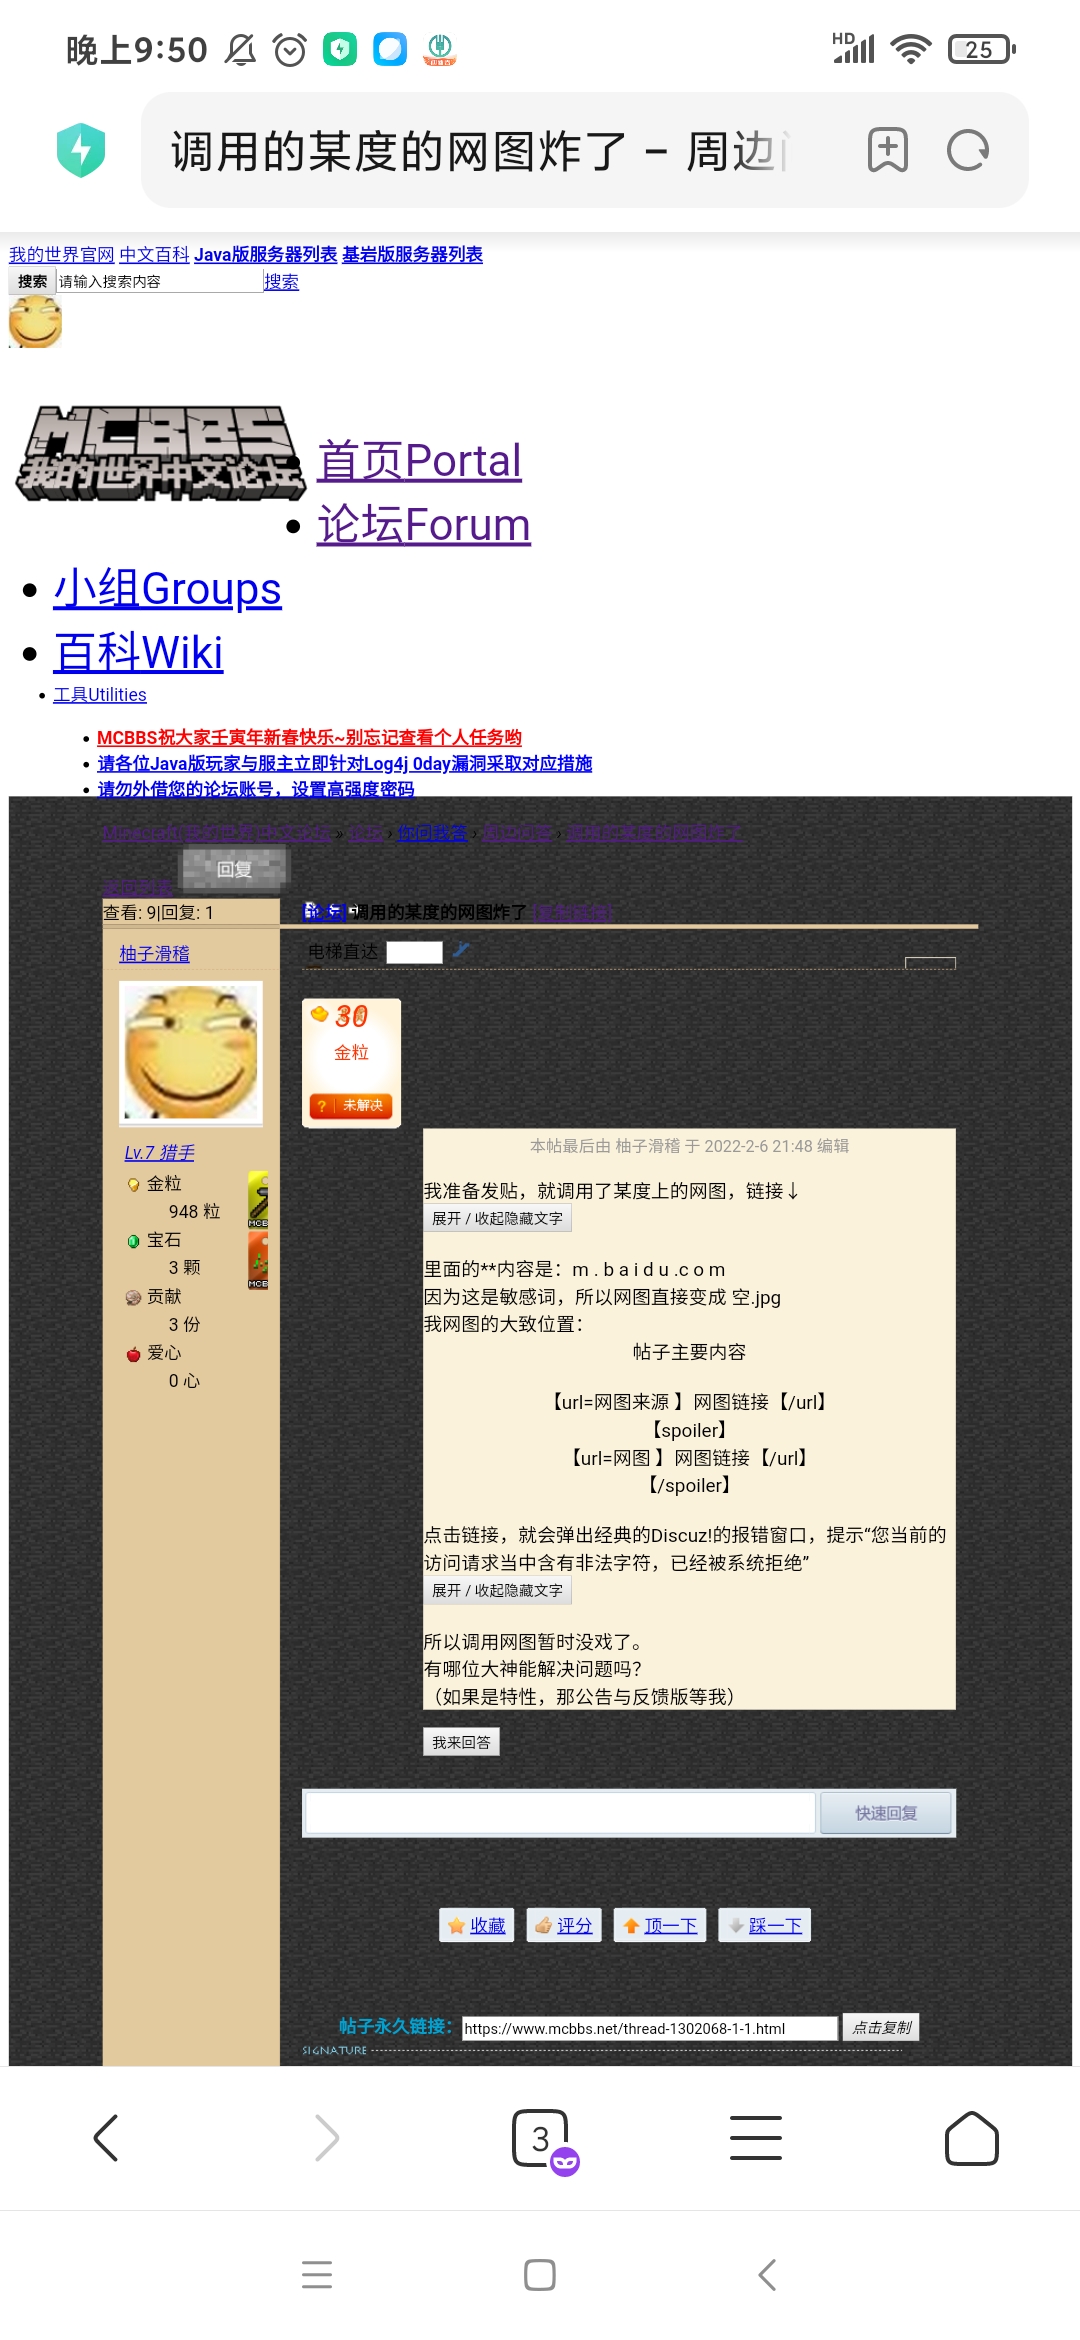 晚上9:50
HD
25
调用的某度的网图炸了 – 周边
我的世界官网 中文百科 Java版服务器列表 基岩版服务器列表
搜索 请输入搜索内容 搜索
MCBBS
我的世界中文论坛
首页Portal
论坛Forum
小组Groups
百科Wiki
工具Utilities
MCBBS祝大家壬寅年新春快乐~别忘记查看个人任务哟
请各位Java版玩家与服主立即针对Log4j 0day漏洞采取对应措施
请勿外借您的论坛账号，设置高强度密码
» 论坛 › 你问我答 ›
回复
返回列表
查看: 9|回复: 1
调用的某度的网图炸了
柚子滑稽
电梯直达
30
金粒
? 未解决
Lv.7 猎手
金粒
948 粒
宝石
3 颗
贡献
3 份
爱心
0 心
MCB
MCB
本帖最后由 柚子滑稽 于 2022-2-6 21:48 编辑
我准备发贴，就调用了某度上的网图，链接↓
展开 / 收起隐藏文字
里面的**内容是：m . b a i d u .c o m
因为这是敏感词，所以网图直接变成 空.jpg
我网图的大致位置：
帖子主要内容
【url=网图来源 】网图链接【/url】
【spoiler】
【url=网图 】网图链接【/url】
【/spoiler】
点击链接，就会弹出经典的Discuz!的报错窗口，提示“您当前的
访问请求当中含有非法字符，已经被系统拒绝”
展开 / 收起隐藏文字
所以调用网图暂时没戏了。
有哪位大神能解决问题吗？
（如果是特性，那公告与反馈版等我）
我来回答
快速回复
收藏 评分 顶一下 踩一下
帖子永久链接： https://www.mcbbs.net/thread-1302068-1-1.html 点击复制
SIGNATURE
3